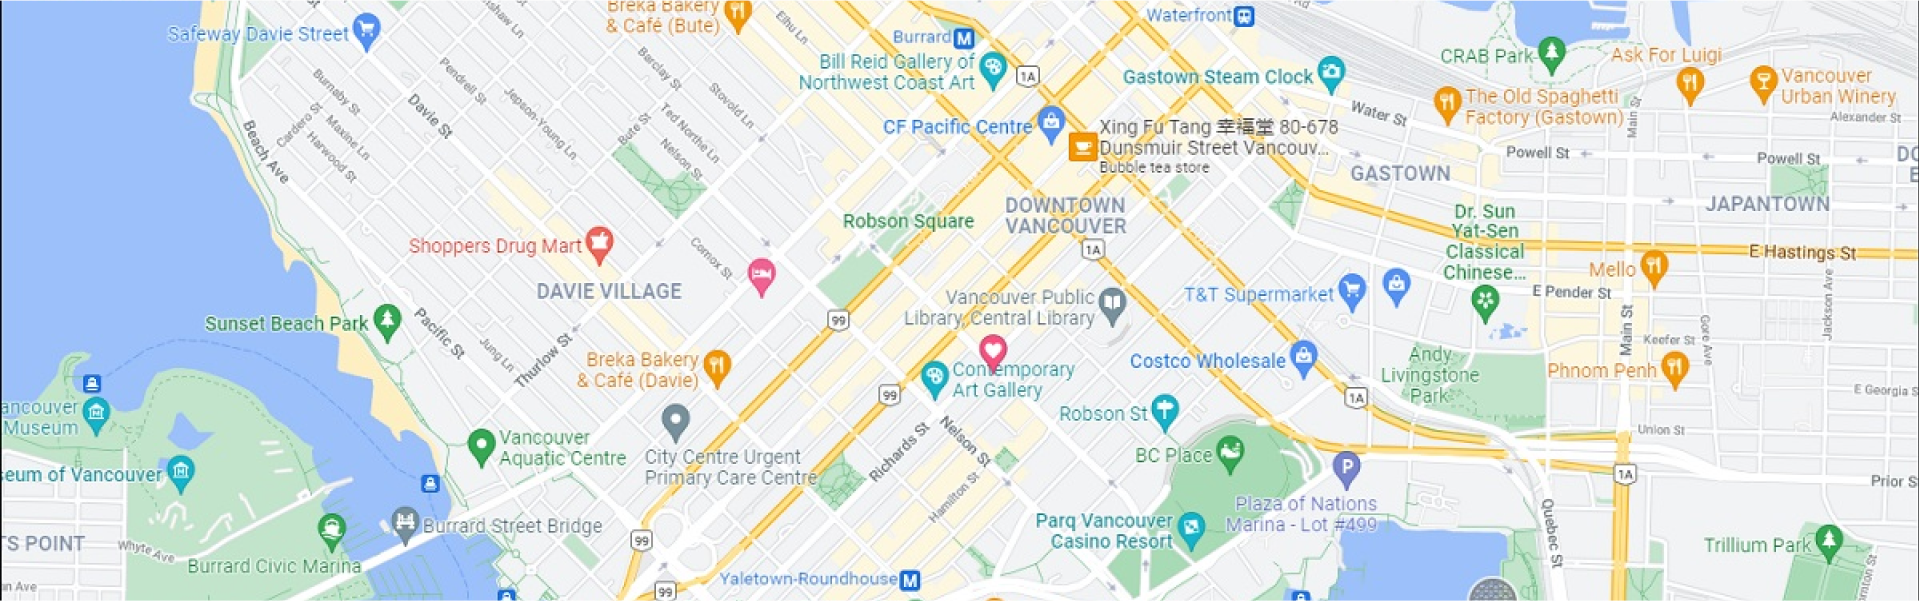 Breka Bakery
& Café (Bute)
Safeway Davie Street
Burrard M
Waterfront
Bill Reid Gallery of
Northwest Coast Art
1A
Gastown Steam Clock
CRAB Park
Ask For Luigi
Vancouver
Urban Winery
The Old Spaghetti
Factory (Gastown)
Alexander St
Main St
Water St
Elhu Ln
Burnaby St
Pendrell St
Barclay St
Stovold Ln
Davie St
Jepson-Young Ln
Ted Northe Ln
Cardero St
Maxine Ln
Harwood St
Bute St
Nelson St
Beach Ave
CF Pacific Centre
Xing Fu Tang 幸福堂 80-678
Dunsmuir Street Vancouv...
Bubble tea store
Powell St
Powell St
GASTOWN
JAPANTOWN
Robson Square
DOWNTOWN
VANCOUVER
Dr. Sun
Yat-Sen
Classical
Chinese...
1A
E Hastings St
Shoppers Drug Mart
Comox St
DAVIE VILLAGE
Mello
T&T Supermarket
E Pender St
Vancouver Public
Library, Central Library
Sunset Beach Park
Pacific St
99
Jung Ln
Thurlow St
Main St
Gore Ave
Jackson Ave
Keefer St
Breka Bakery
& Café (Davie)
Contemporary
Art Gallery
Costco Wholesale
Andy
Livingstone
Park
Phnom Penh
99
1A
E Georgia S
ancouver
Museum
Robson St
Richards St
Nelson St
Union St
Vancouver
Aquatic Centre
City Centre Urgent
Primary Care Centre
BC Place
P
1A
seum of Vancouver
Prior S
Hamilton St
Plaza of Nations
Marina - Lot #499
Quebec St
Burrard Street Bridge
Parq Vancouver
Casino Resort
TS POINT
Whyte Ave
99
Trillium Park
Burrard Civic Marina
Yaletown-Roundhouse M
99